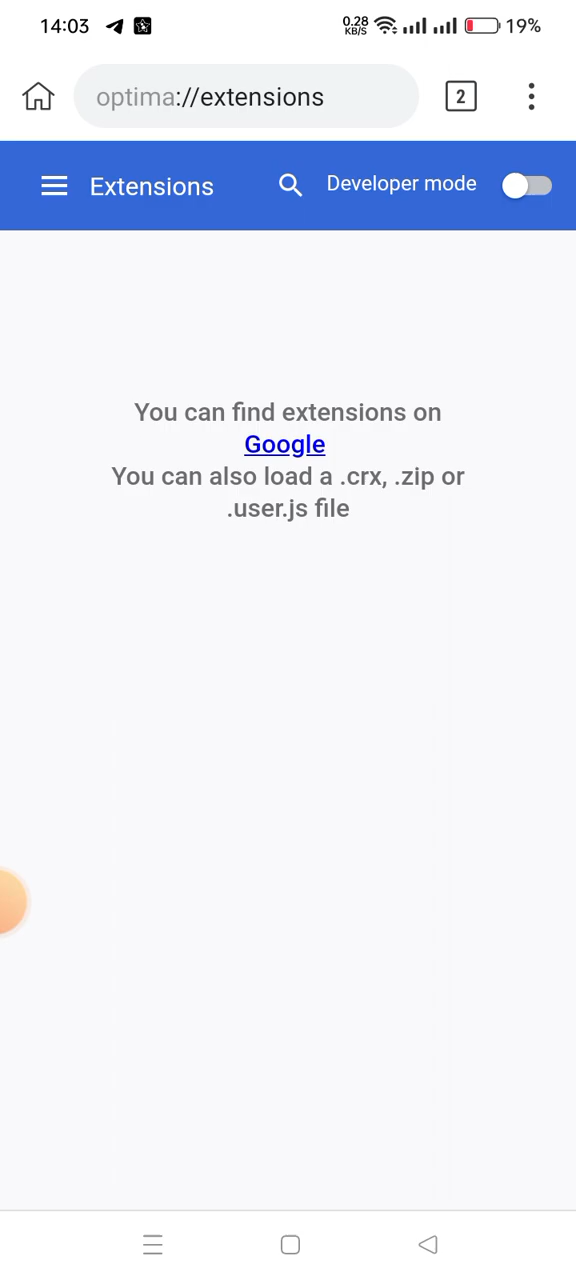 14:03
0.28
KB/S
19%
optima://extensions
2
Extensions
Developer mode
You can find extensions on
Google
You can also load a .crx, .zip or
.user.js file